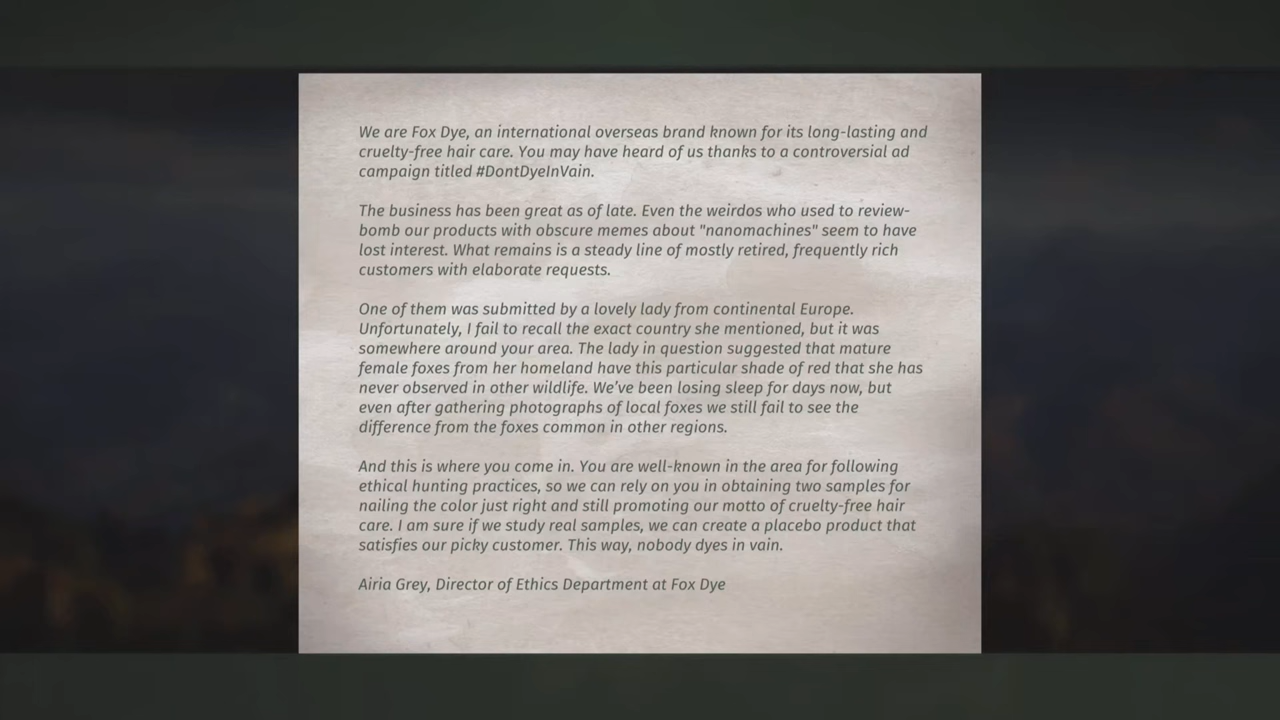 We are Fox Dye, an international overseas brand known for its long-lasting and
cruelty-free hair care. You may have heard of us thanks to a controversial ad
campaign titled #DontDyeInVain.
The business has been great as of late. Even the weirdos who used to review-
bomb our products with obscure memes about "nanomachines" seem to have
lost interest. What remains is a steady line of mostly retired, frequently rich
customers with elaborate requests.
One of them was submitted by a lovely lady from continental Europe.
Unfortunately, I fail to recall the exact country she mentioned, but it was
somewhere around your area. The lady in question suggested that mature
female foxes from her homeland have this particular shade of red that she has
never observed in other wildlife. We've been losing sleep for days now, but
even after gathering photographs of local foxes we still fail to see the
difference from the foxes common in other regions.
And this is where you come in. You are well-known in the area for following
ethical hunting practices, so we can rely on you in obtaining two samples for
nailing the color just right and still promoting our motto of cruelty-free hair
care. I am sure if we study real samples, we can create a placebo product that
satisfies our picky customer. This way, nobody dyes in vain.
Airia Grey, Director of Ethics Department at Fox Dye